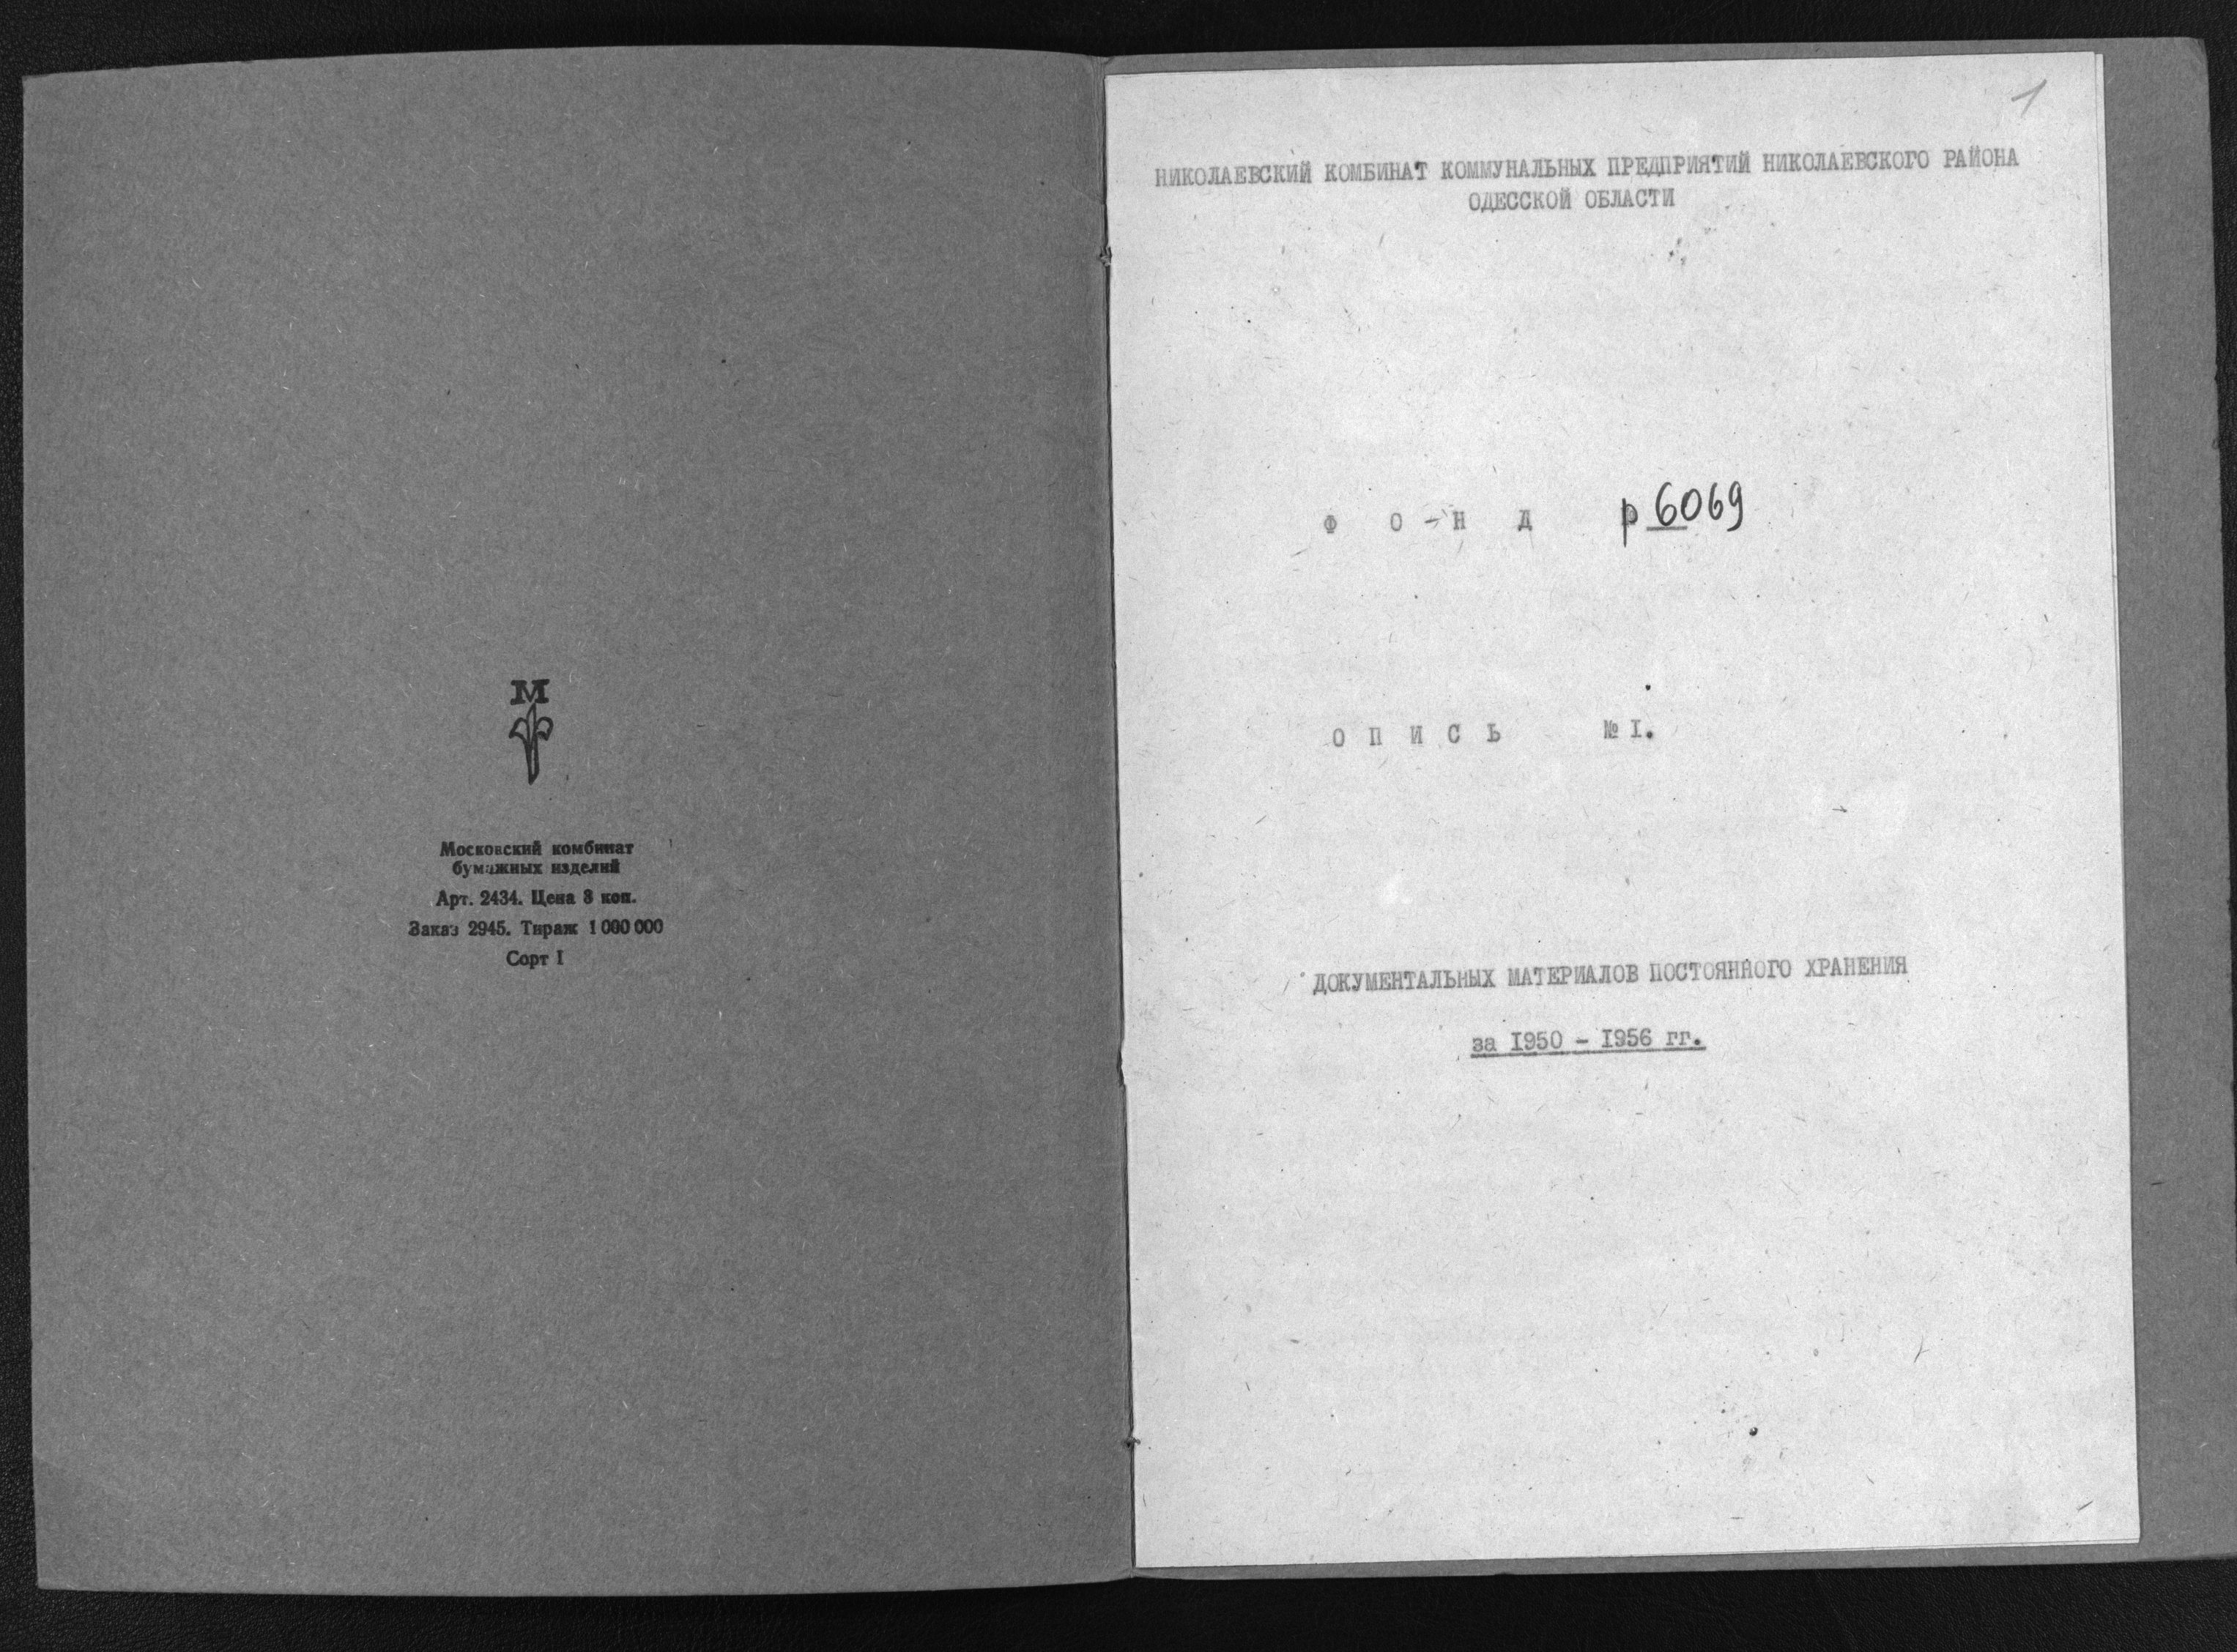 М
Московский комбинат
бумажных изделий
Арт. 2434. Цена 3 коп.
Заказ 2945. Тираж 1 000 000
Сорт I
1
НИКОЛАЕВСКИЙ КОМБИНАТ КОММУНАЛЬНЫХ ПРЕДПРИЯТИЙ НИКОЛАЕВСКОГО РАЙОНА
ОДЕССКОЙ ОБЛАСТИ
Ф О Н Д р 6069
О П И С Ь № I.
ДОКУМЕНТАЛЬНЫХ МАТЕРИАЛОВ ПОСТОЯННОГО ХРАНЕНИЯ
за I950 - I956 гг.